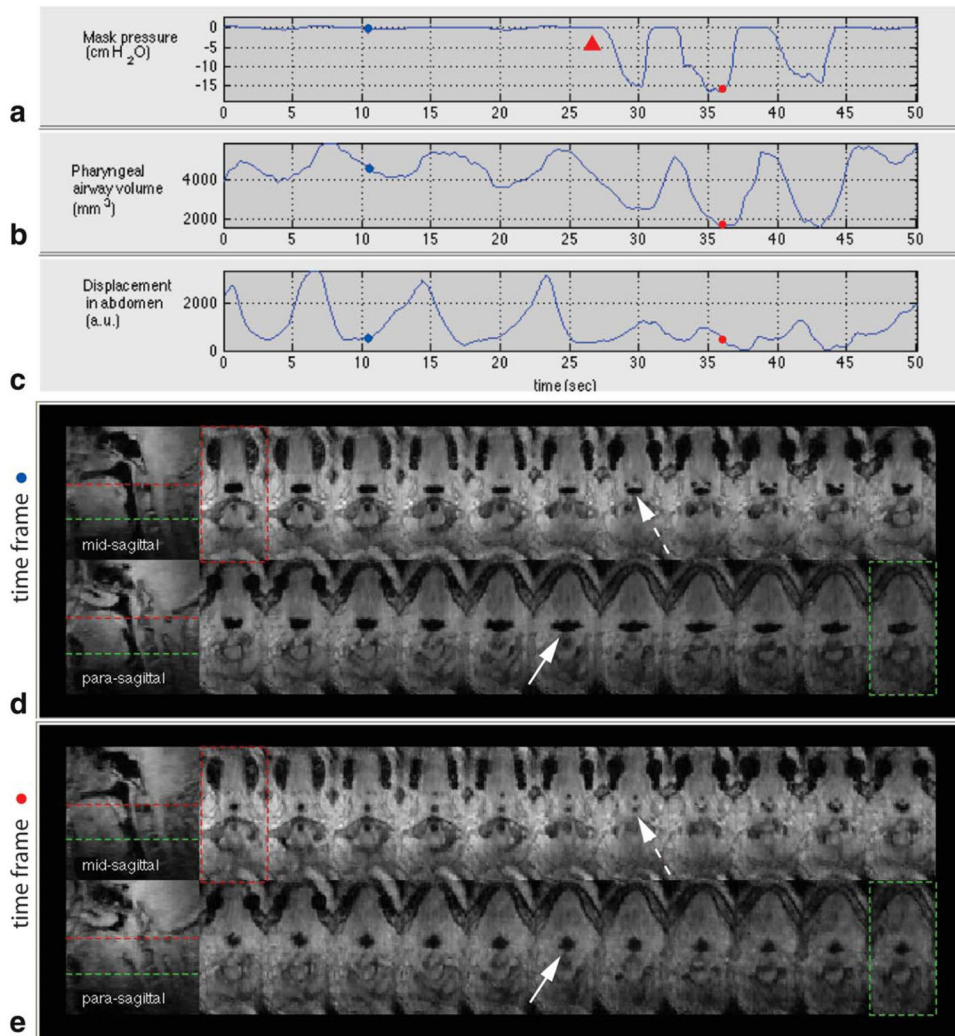 Mask pressure
(cm H2O)
0
-5
-10
-15
0 5 10 15 20 25 30 35 40 45 50
a
Pharyngeal
airway volume
(mm3)
4000
2000
0 5 10 15 20 25 30 35 40 45 50
b
Displacement
in abdomen
(a.u.)
2000
0
0 5 10 15 20 25 30 35 40 45 50
time (sec)
c
time frame
mid-sagittal
para-sagittal
d
time frame
mid-sagittal
para-sagittal
e